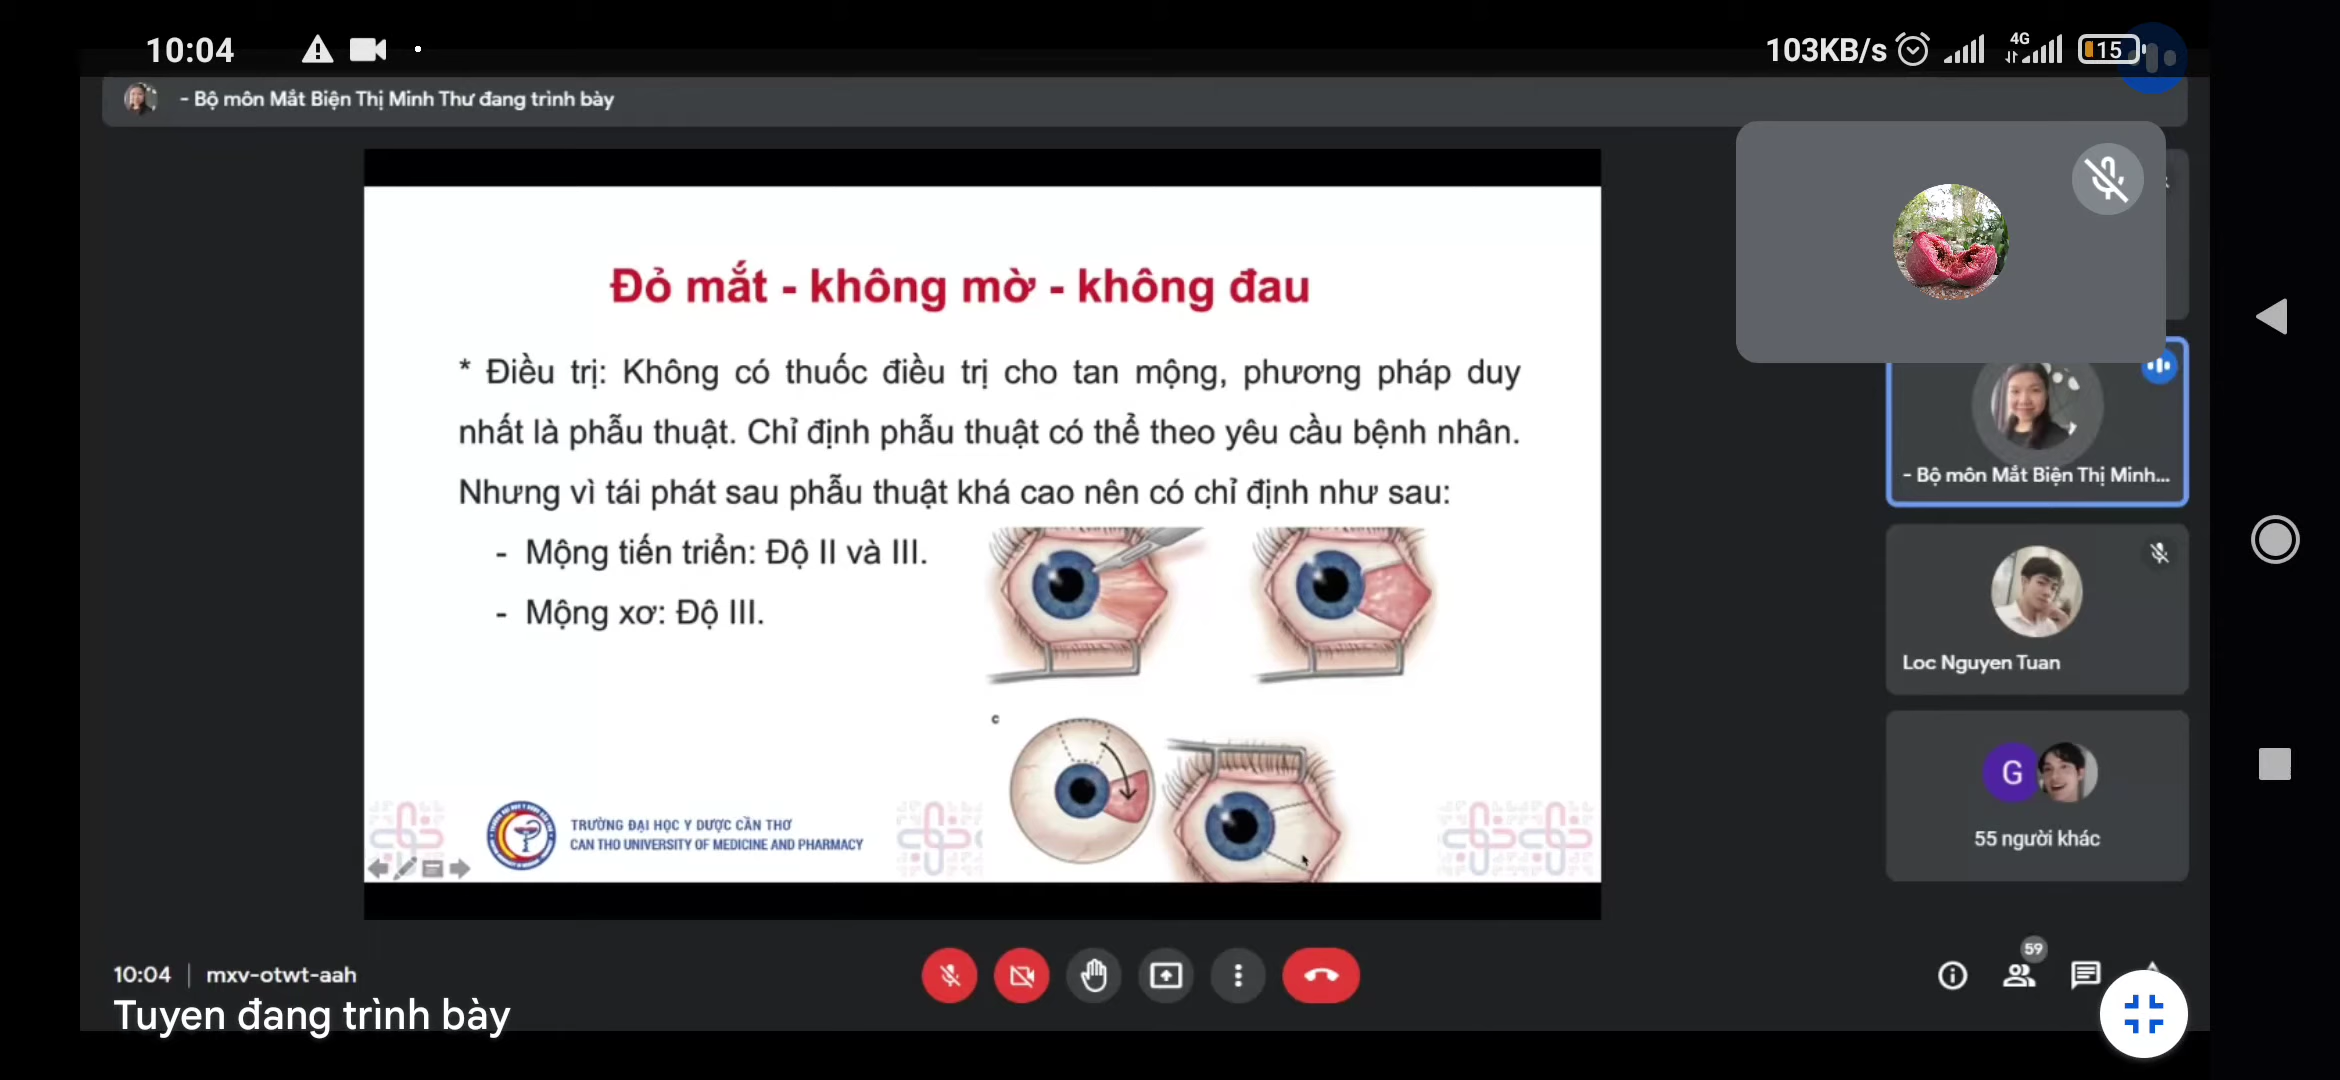 10:04
103KB/s
4G
15
- Bộ môn Mắt Biện Thị Minh Thư đang trình bày
Đỏ mắt - không mờ - không đau
* Điều trị: Không có thuốc điều trị cho tan mộng, phương pháp duy
nhất là phẫu thuật. Chỉ định phẫu thuật có thể theo yêu cầu bệnh nhân.
Nhưng vì tái phát sau phẫu thuật khá cao nên có chỉ định như sau:
- Mộng tiến triển: Độ II và III.
- Mộng xơ: Độ III.
c
TRƯỜNG ĐẠI HỌC Y DƯỢC CẦN THƠ
CAN THO UNIVERSITY OF MEDICINE AND PHARMACY
- Bộ môn Mắt Biện Thị Minh...
Loc Nguyen Tuan
G
55 người khác
10:04 | mxv-otwt-aah
59
Tuyen đang trình bày